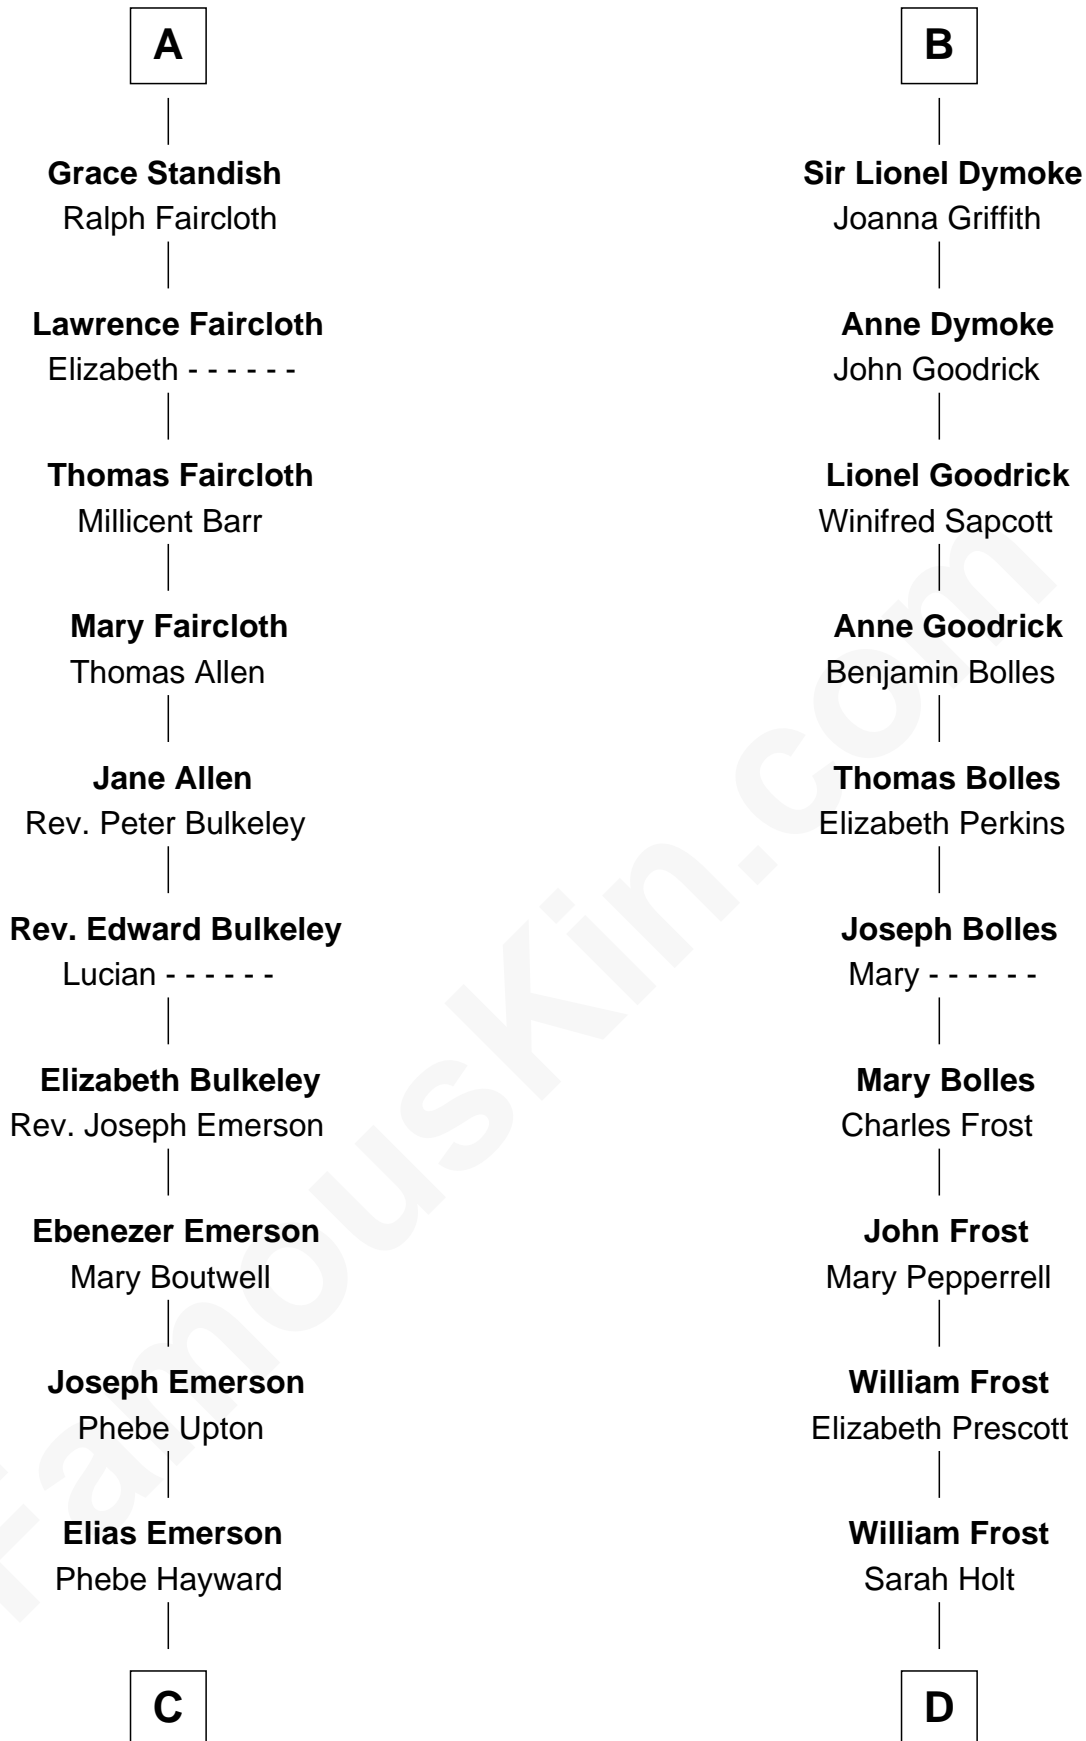 A
Grace Standish
Ralph Faircloth
Lawrence Faircloth
Elizabeth - - - - - -
Thomas Faircloth
Millicent Barr
Mary Faircloth
Thomas Allen
Jane Allen
Rev. Peter Bulkeley
Rev. Edward Bulkeley
Lucian - - - - - -
Elizabeth Bulkeley
Rev. Joseph Emerson
Ebenezer Emerson
Mary Boutwell
Joseph Emerson
Phebe Upton
Elias Emerson
Phebe Hayward
C
B
Sir Lionel Dymoke
Joanna Griffith
Anne Dymoke
John Goodrick
Lionel Goodrick
Winifred Sapcott
Anne Goodrick
Benjamin Bolles
Thomas Bolles
Elizabeth Perkins
Joseph Bolles
Mary - - - - - -
Mary Bolles
Charles Frost
John Frost
Mary Pepperrell
William Frost
Elizabeth Prescott
William Frost
Sarah Holt
D
FamousKin.com